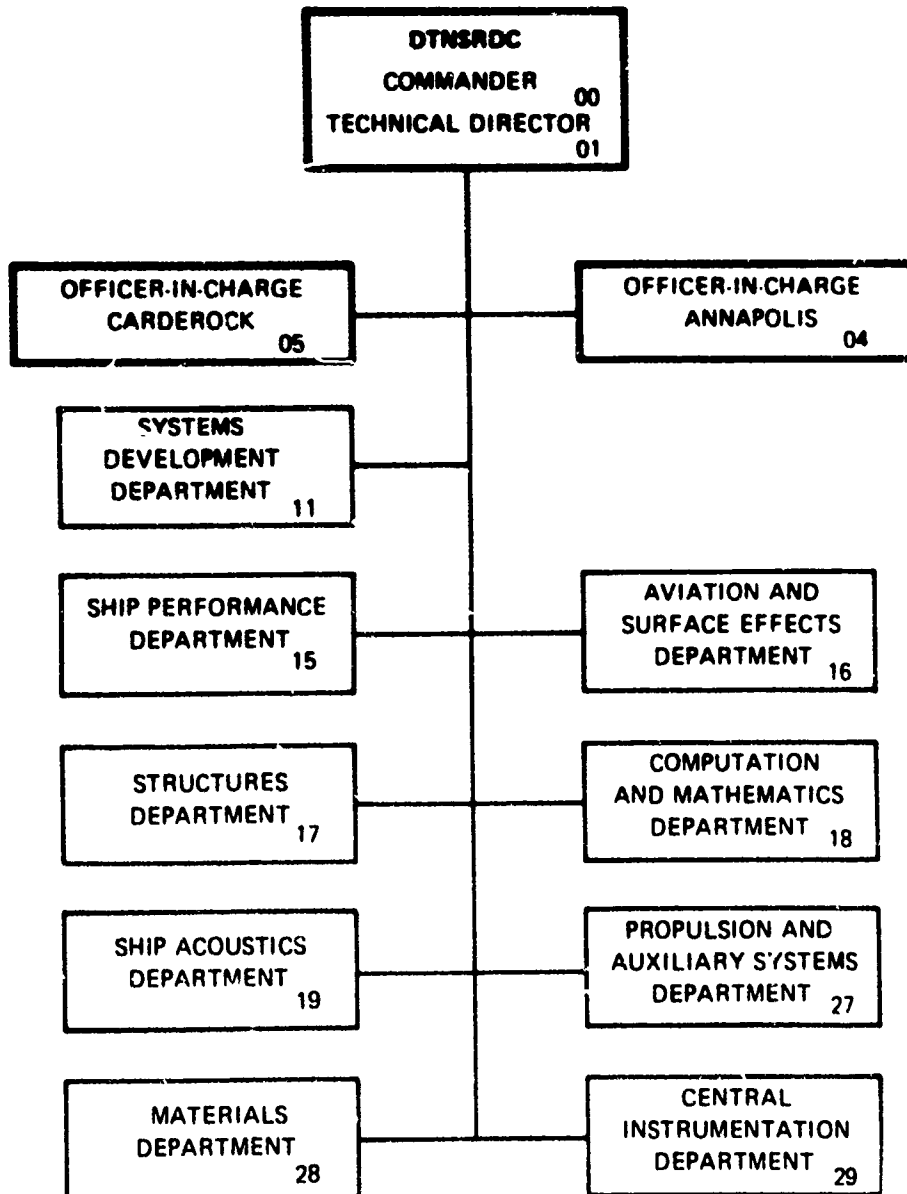 DTNSRDC
COMMANDER
00
TECHNICAL DIRECTOR
01
OFFICER-IN-CHARGE
CARDEROCK
05
OFFICER-IN-CHARGE
ANNAPOLIS
04
SYSTEMS
DEVELOPMENT
DEPARTMENT
11
SHIP PERFORMANCE
DEPARTMENT
15
AVIATION AND
SURFACE EFFECTS
DEPARTMENT
16
STRUCTURES
DEPARTMENT
17
COMPUTATION
AND MATHEMATICS
DEPARTMENT
18
SHIP ACOUSTICS
DEPARTMENT
19
PROPULSION AND
AUXILIARY SYSTEMS
DEPARTMENT
27
MATERIALS
DEPARTMENT
28
CENTRAL
INSTRUMENTATION
DEPARTMENT
29